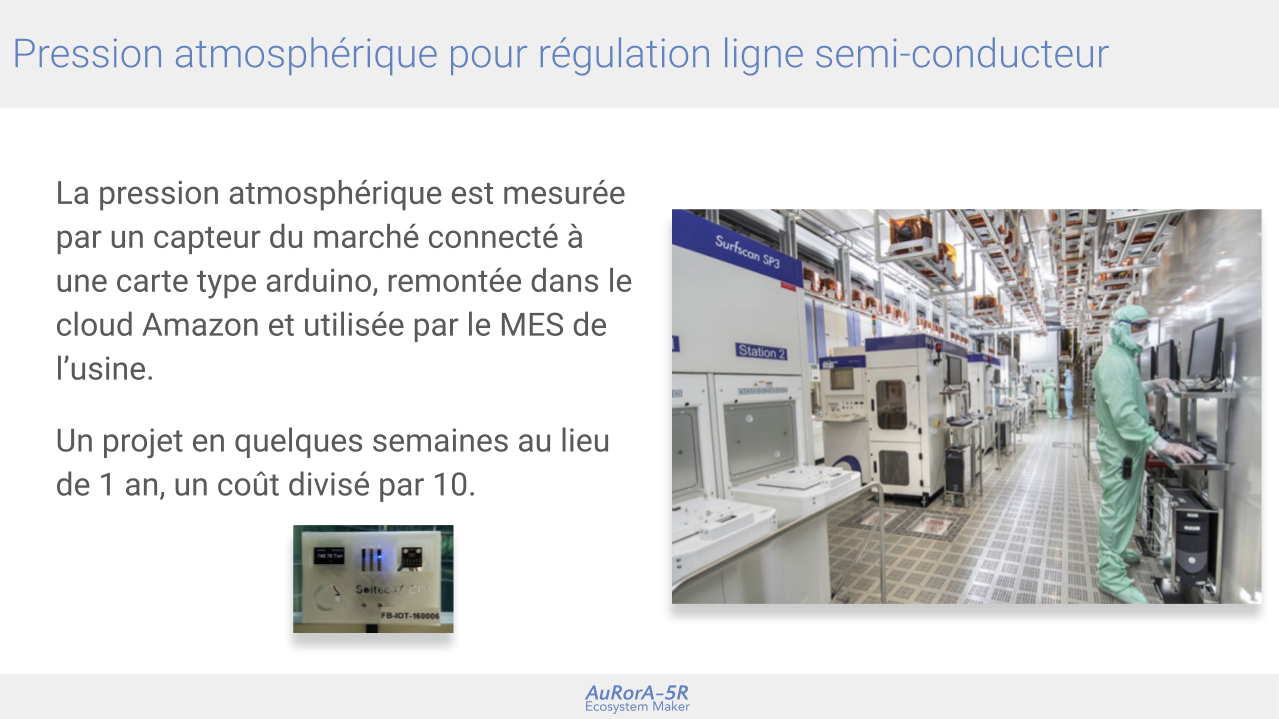 Pression atmosphérique pour régulation ligne semi-conducteur
La pression atmosphérique est mesurée
par un capteur du marché connecté à
une carte type arduino, remontée dans le
cloud Amazon et utilisée par le MES de
l’usine.
Un projet en quelques semaines au lieu
de 1 an, un coût divisé par 10.
Surfscan SP3
Station 2
FB-IOT-160006
AuRorA-5R
Ecosystem Maker